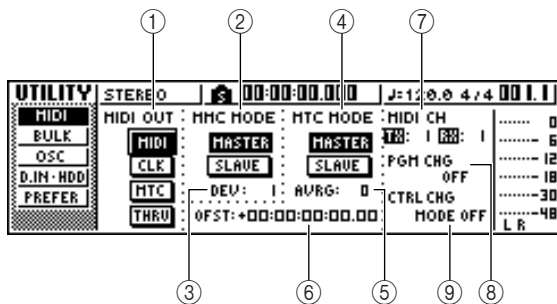 ① ② ④ ⑦
UTILITY STEREO S 00:00:00.000 ♩=120.0 4/4 001.1
MIDI MIDI OUT MMC MODE MTC MODE MIDI CH
BULK MIDI MASTER MASTER TX: 1 RX: 1
OSC CLK SLAVE SLAVE PGM CHG
D.IN·HDD MTC DEV: 1 AVRG: 0 OFF
PREFER THRU OFST:+00:00:00:00.00 CTRL CHG
MODE OFF
0
6
12
18
30
48
L R
③ ⑥ ⑤ ⑨ ⑧